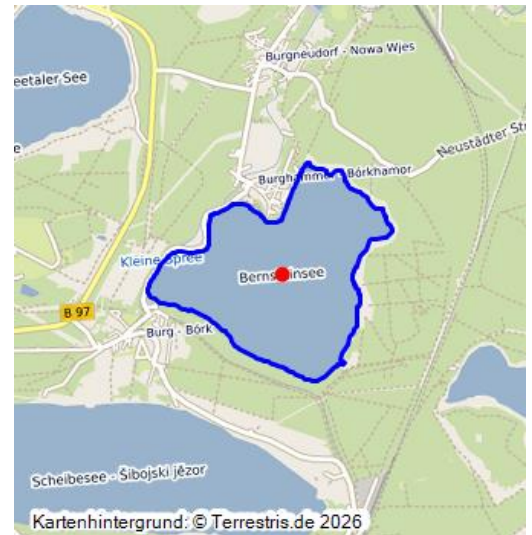 Burgneudorf - Nowa Wjes
eetaler See
Neustädter Str
Burghammer - Bórkhamor
Kleine Spree
Bernsteinsee
B 97
Burg - Bórk
Scheibesee - Šibojski jězor
Kartenhintergrund: © Terrestris.de 2026